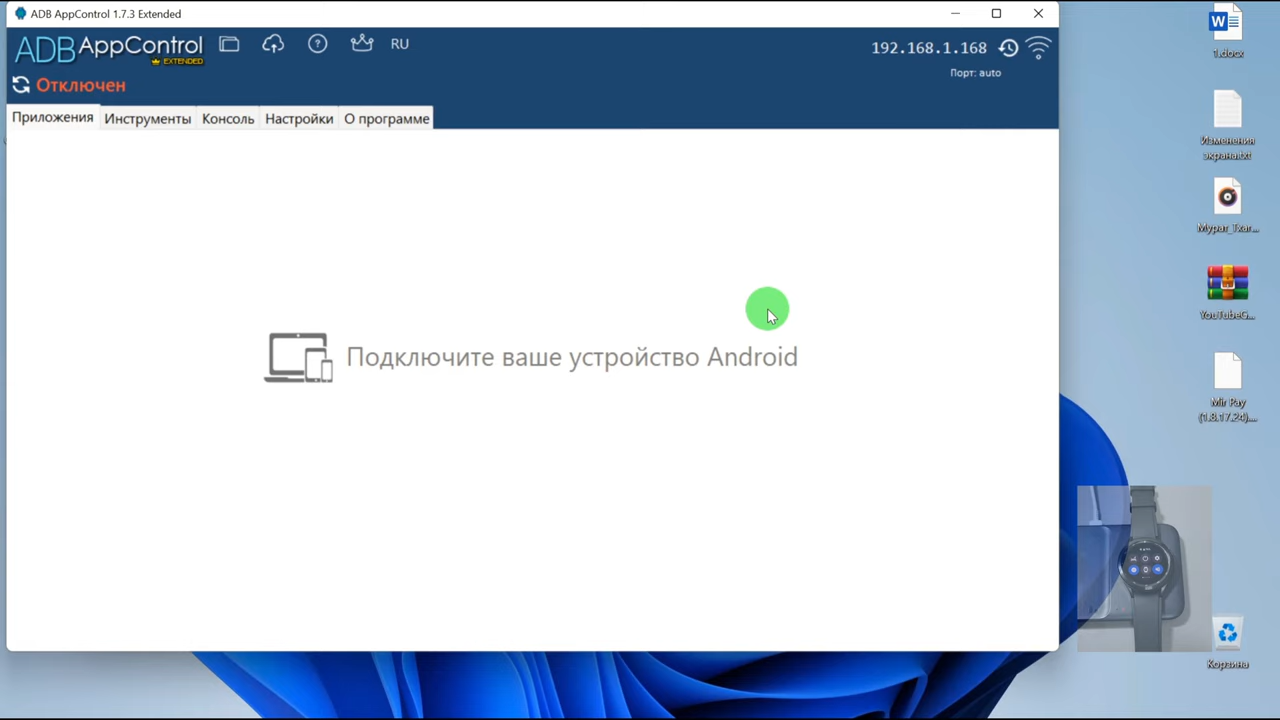 ADB AppControl 1.7.3 Extended
ADB AppControl
EXTENDED
RU
192.168.1.168
Порт: auto
Отключен
Приложения
Инструменты
Консоль
Настройки
О программе
Подключите ваше устройство Android
1.docx
Изменения
экрана.txt
Мурат_Тхаг...
YouTubeG...
Mir Pay
(1.8.17.24)....
Корзина